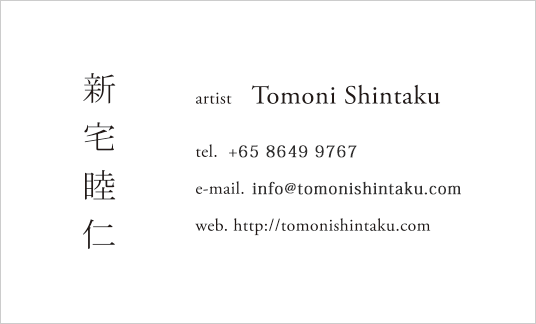 新宅睦仁
artist Tomoni Shintaku
tel. +65 8649 9767
e-mail. info@tomonishintaku.com
web. http://tomonishintaku.com